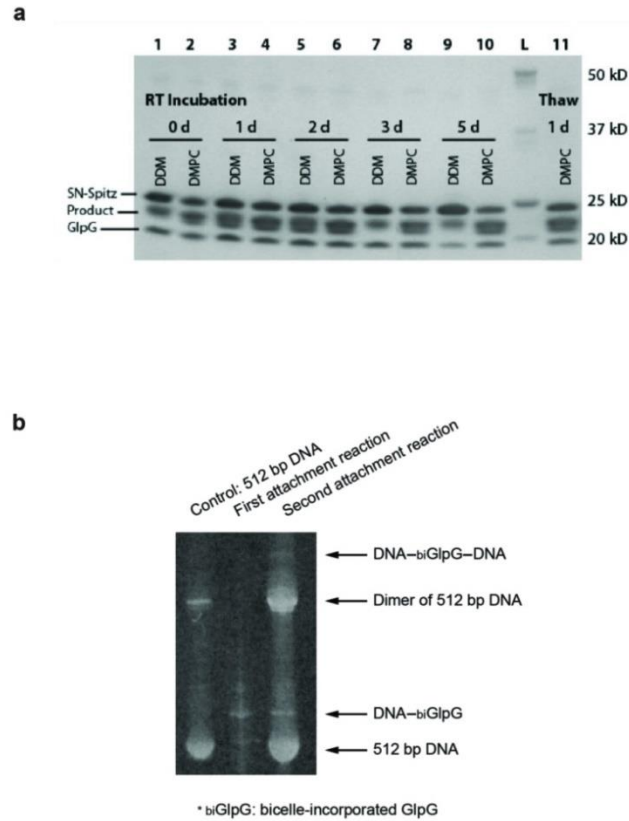 a
1 2 3 4 5 6 7 8 9 10 L 11
50 kD
RT Incubation Thaw
0 d 1 d 2 d 3 d 5 d 1 d
37 kD
DDM DMPC DDM DMPC DDM DMPC DDM DMPC DDM DMPC DMPC
SN-Spitz
25 kD
Product
GlpG
20 kD
b
Control: 512 bp DNA
First attachment reaction
Second attachment reaction
DNA–biGlpG–DNA
Dimer of 512 bp DNA
DNA–biGlpG
512 bp DNA
* biGlpG: bicelle-incorporated GlpG